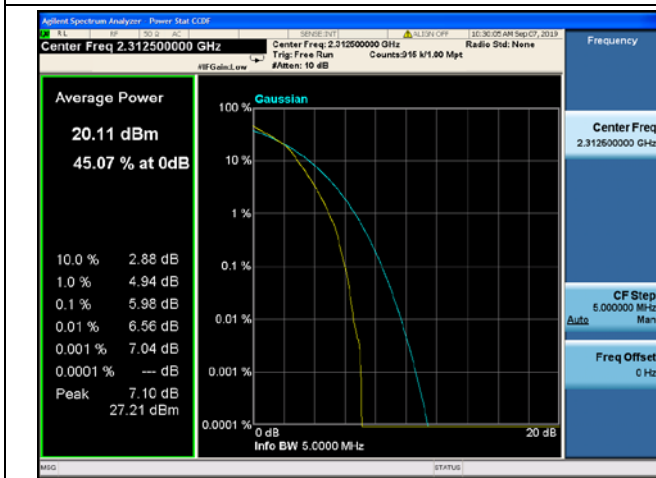 Agilent Spectrum Analyzer - Power Stat CCDF
RL RF 50 Ω AC SENSE:INT ALIGN OFF 10:30:05 AM Sep 07, 2019
Center Freq 2.312500000 GHz
Center Freq: 2.312500000 GHz Radio Std: None
Trig: Free Run Counts:915 k/1.00 Mpt
#IFGain:Low #Atten: 10 dB
Frequency
Average Power
20.11 dBm
45.07 % at 0dB
10.0 % 2.88 dB
1.0 % 4.94 dB
0.1 % 5.98 dB
0.01 % 6.56 dB
0.001 % 7.04 dB
0.0001 % --- dB
Peak 7.10 dB
27.21 dBm
Gaussian
100 %
10 %
1 %
0.1 %
0.01 %
0.001 %
0.0001 %
0 dB 20 dB
Info BW 5.0000 MHz
Center Freq
2.312500000 GHz
CF Step
5.000000 MHz
Auto Man
Freq Offset
0 Hz
MSG STATUS